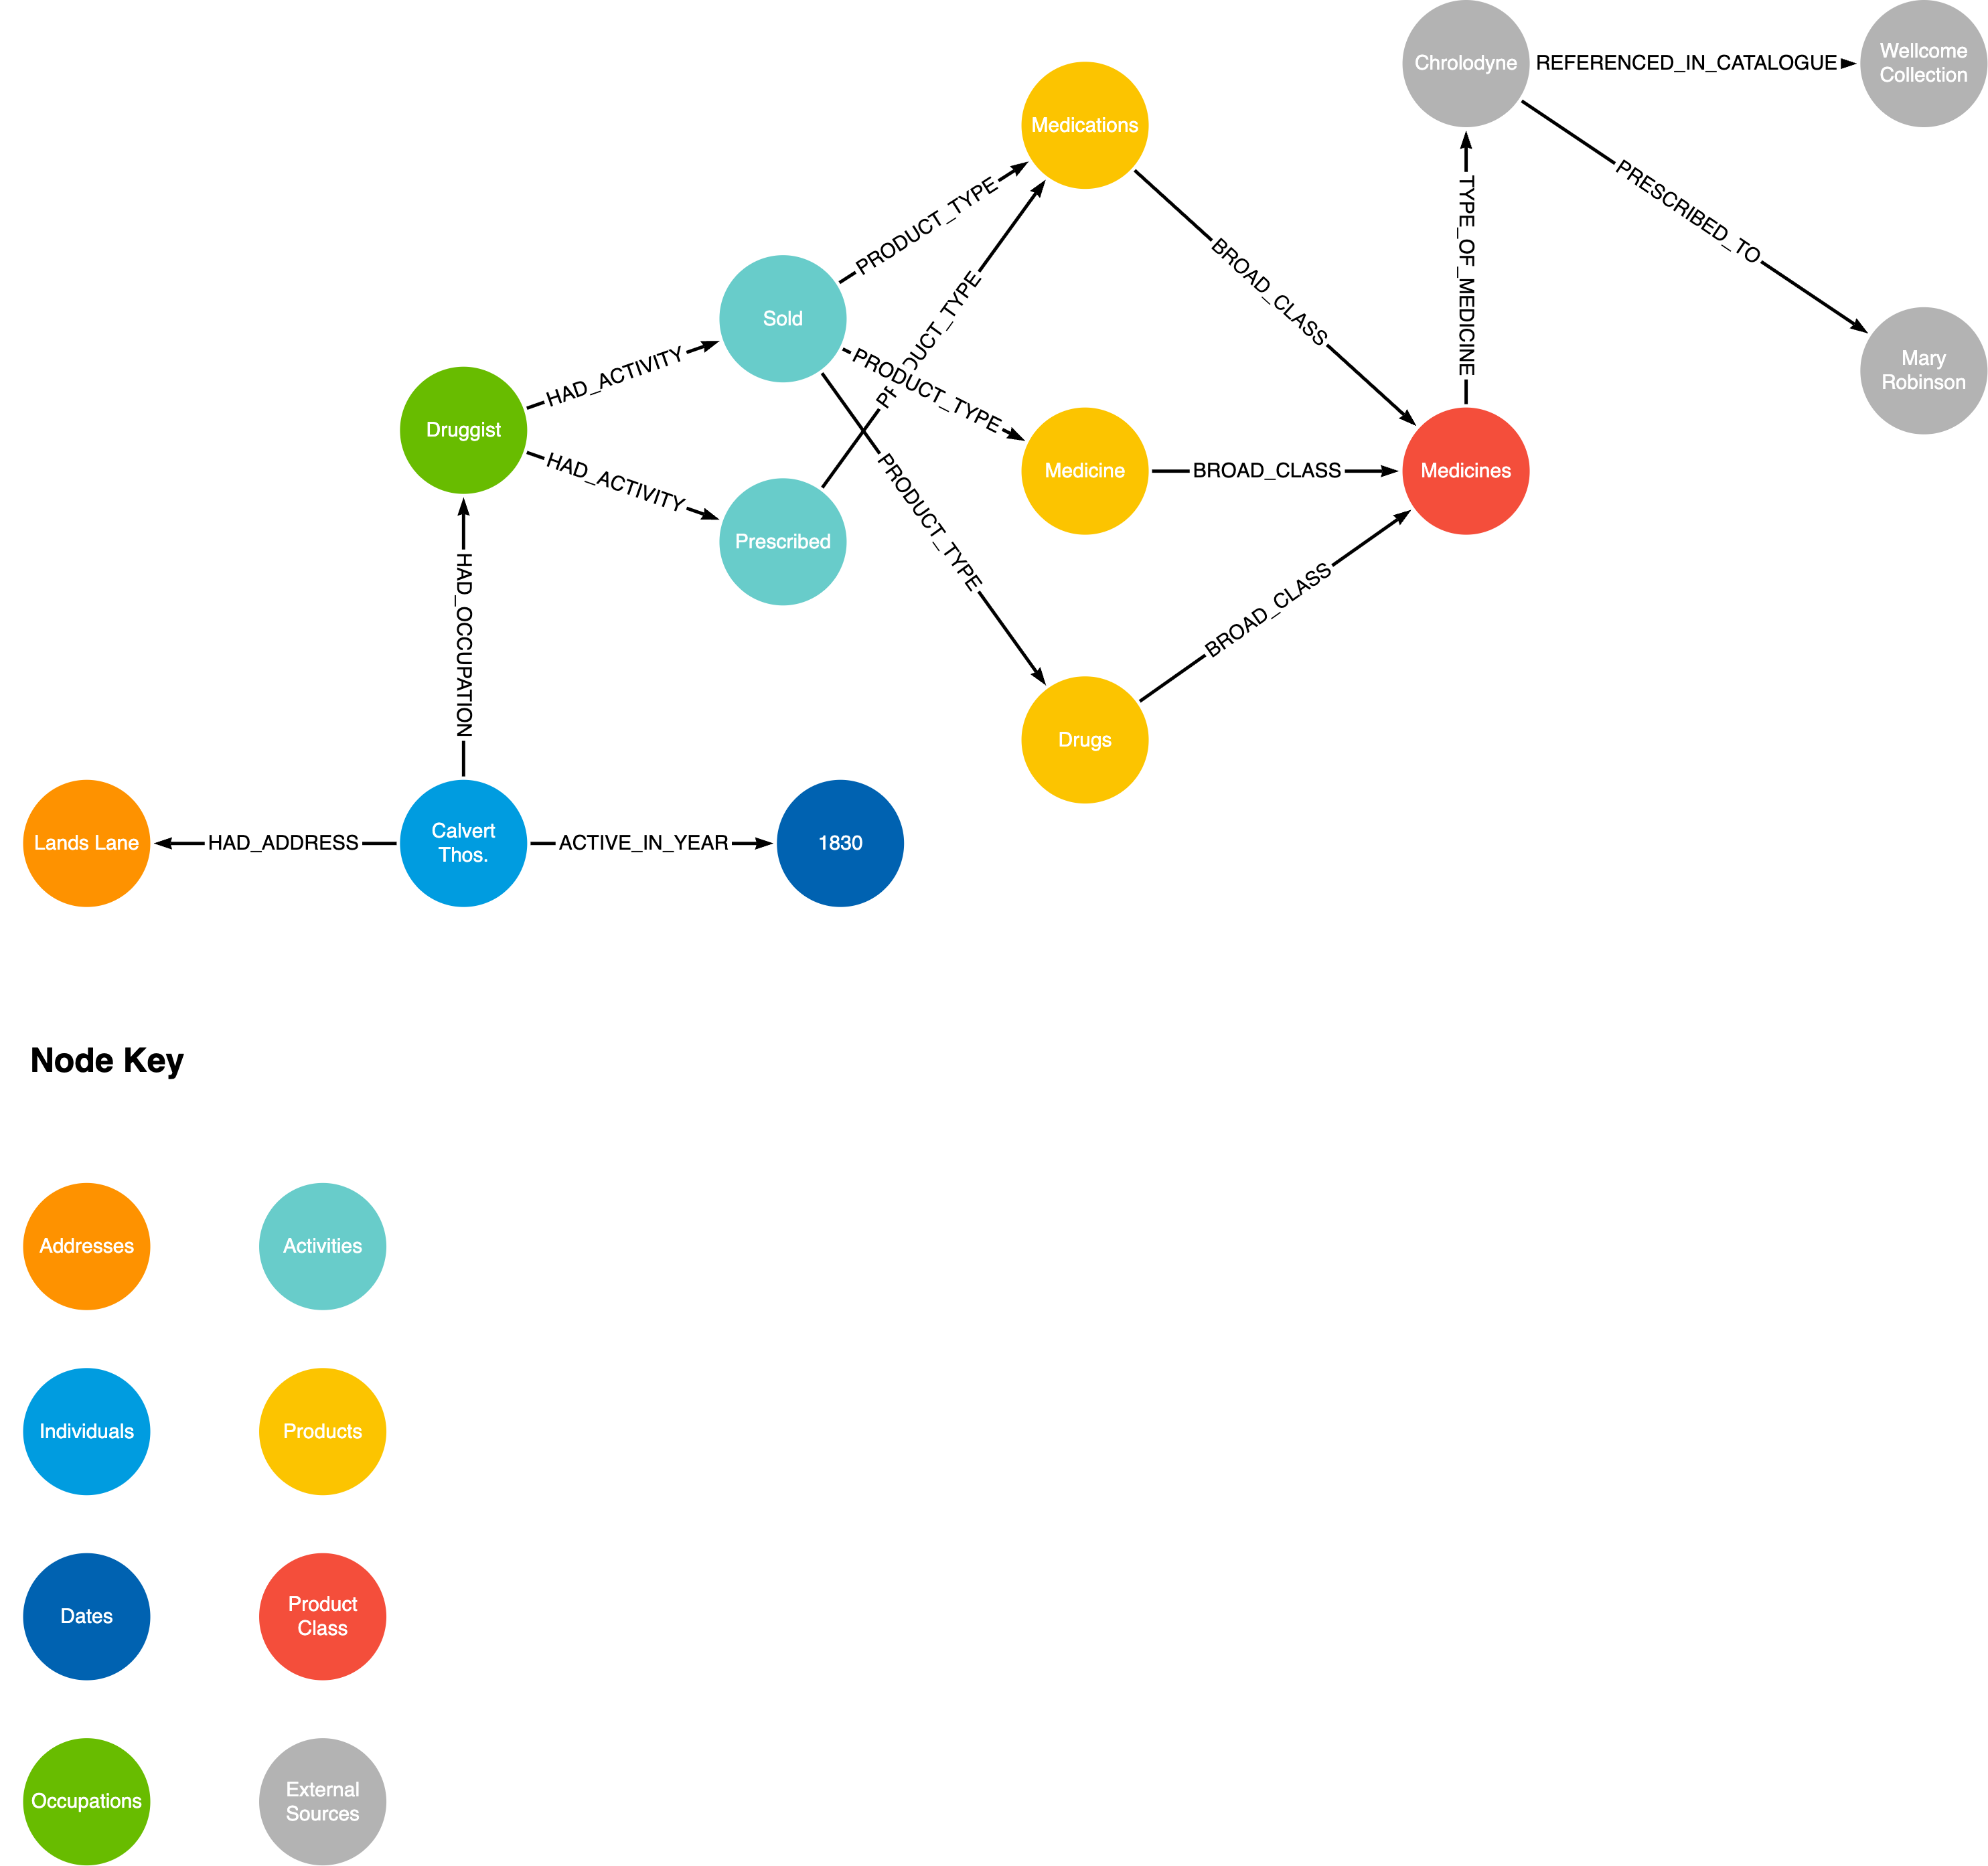 Chrolodyne
REFERENCED_IN_CATALOGUE
Wellcome
Collection
Medications
PRODUCT_TYPE
PRESCRIBED_TO
TYPE_OF_MEDICINE
BROAD_CLASS
Sold
PRODUCT_TYPE
HAD_ACTIVITY
PRODUCT_TYPE
Mary
Robinson
Druggist
Medicine
BROAD_CLASS
Medicines
HAD_ACTIVITY
PRODUCT_TYPE
Prescribed
BROAD_CLASS
HAD_OCCUPATION
Drugs
Lands Lane
HAD_ADDRESS
Calvert
Thos.
ACTIVE_IN_YEAR
1830
Node Key
Addresses
Activities
Individuals
Products
Dates
Product
Class
Occupations
External
Sources